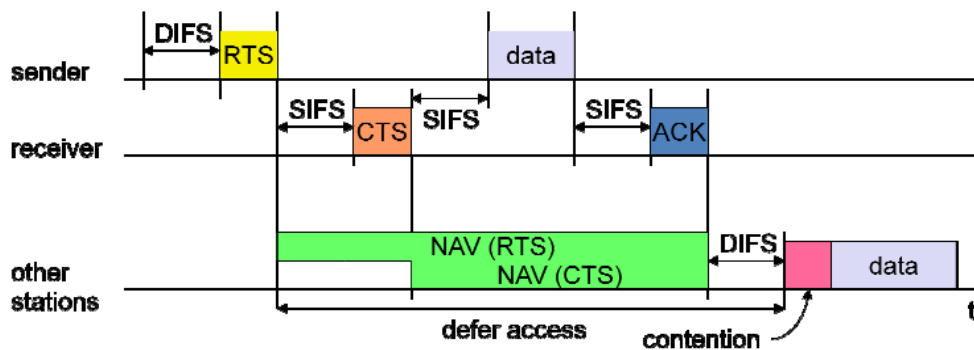 DIFS
RTS
data
sender
SIFS
CTS
SIFS
SIFS
ACK
receiver
NAV (RTS)
DIFS
NAV (CTS)
data
other
stations
t
defer access
contention